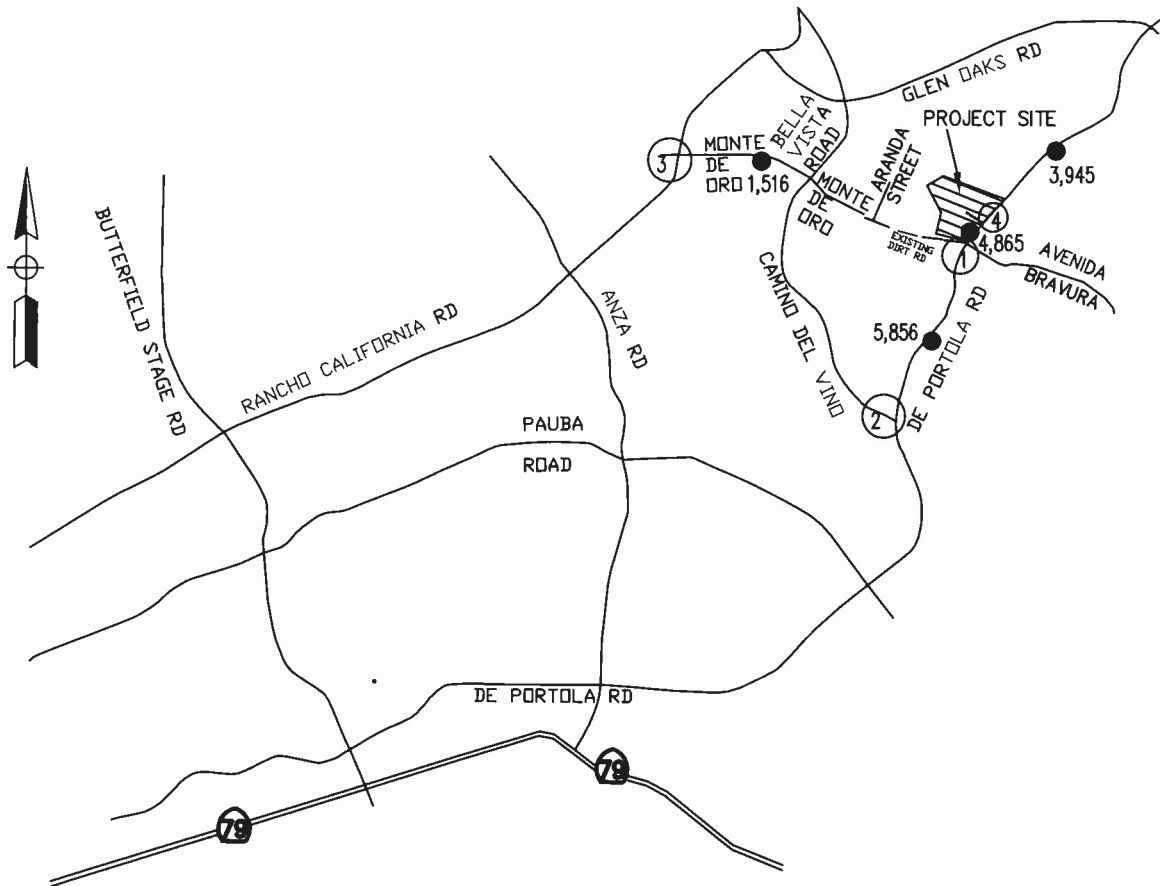 GLEN OAKS RD
PROJECT SITE
BELLA
VISTA
ROAD
MONTE
DE
ORO
1,516
3
ARANDA
STREET
3,945
MONTE
DE
ORO
4
4,865
EXISTING
DIRT RD
1
AVENIDA
BRAVURA
BUTTERFIELD STAGE RD
RANCHO CALIFORNIA RD
ANZA RD
CAMINO DEL VINO
5,856
DE PORTOLA RD
2
PAUBA
ROAD
DE PORTOLA RD
79
79